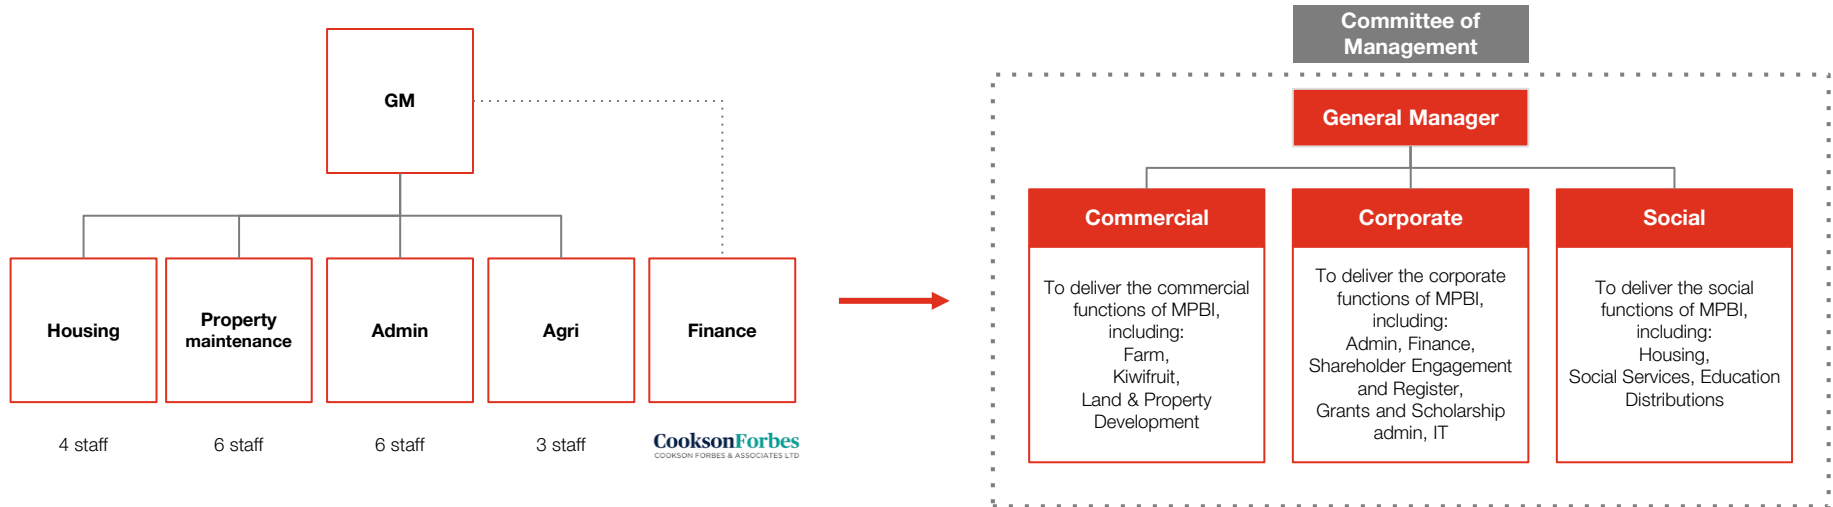 GM
Housing
Property
maintenance
Admin
Agri
Finance
4 staff
6 staff
6 staff
3 staff
CooksonForbes
COOKSON FORBES & ASSOCIATES LTD
Committee of
Management
General Manager
Commercial
To deliver the commercial
functions of MPBI,
including:
Farm,
Kiwifruit,
Land & Property
Development
Corporate
To deliver the corporate
functions of MPBI,
including:
Admin, Finance,
Shareholder Engagement
and Register,
Grants and Scholarship
admin, IT
Social
To deliver the social
functions of MPBI,
including:
Housing,
Social Services, Education
Distributions